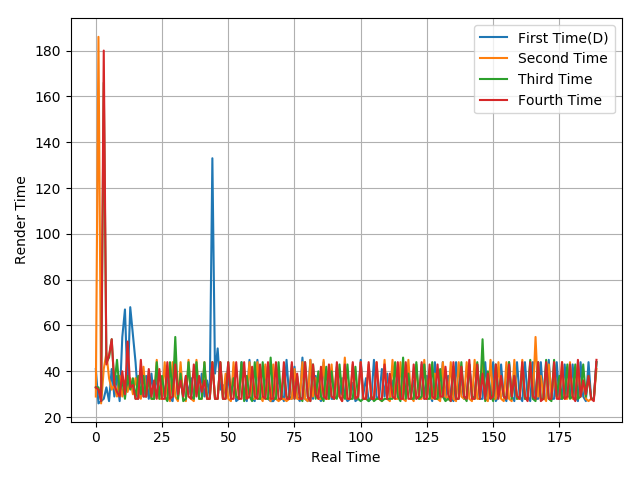 First Time(D)
Second Time
Third Time
Fourth Time
180
160
140
120
100
80
60
40
20
Render Time
0
25
50
75
100
125
150
175
Real Time